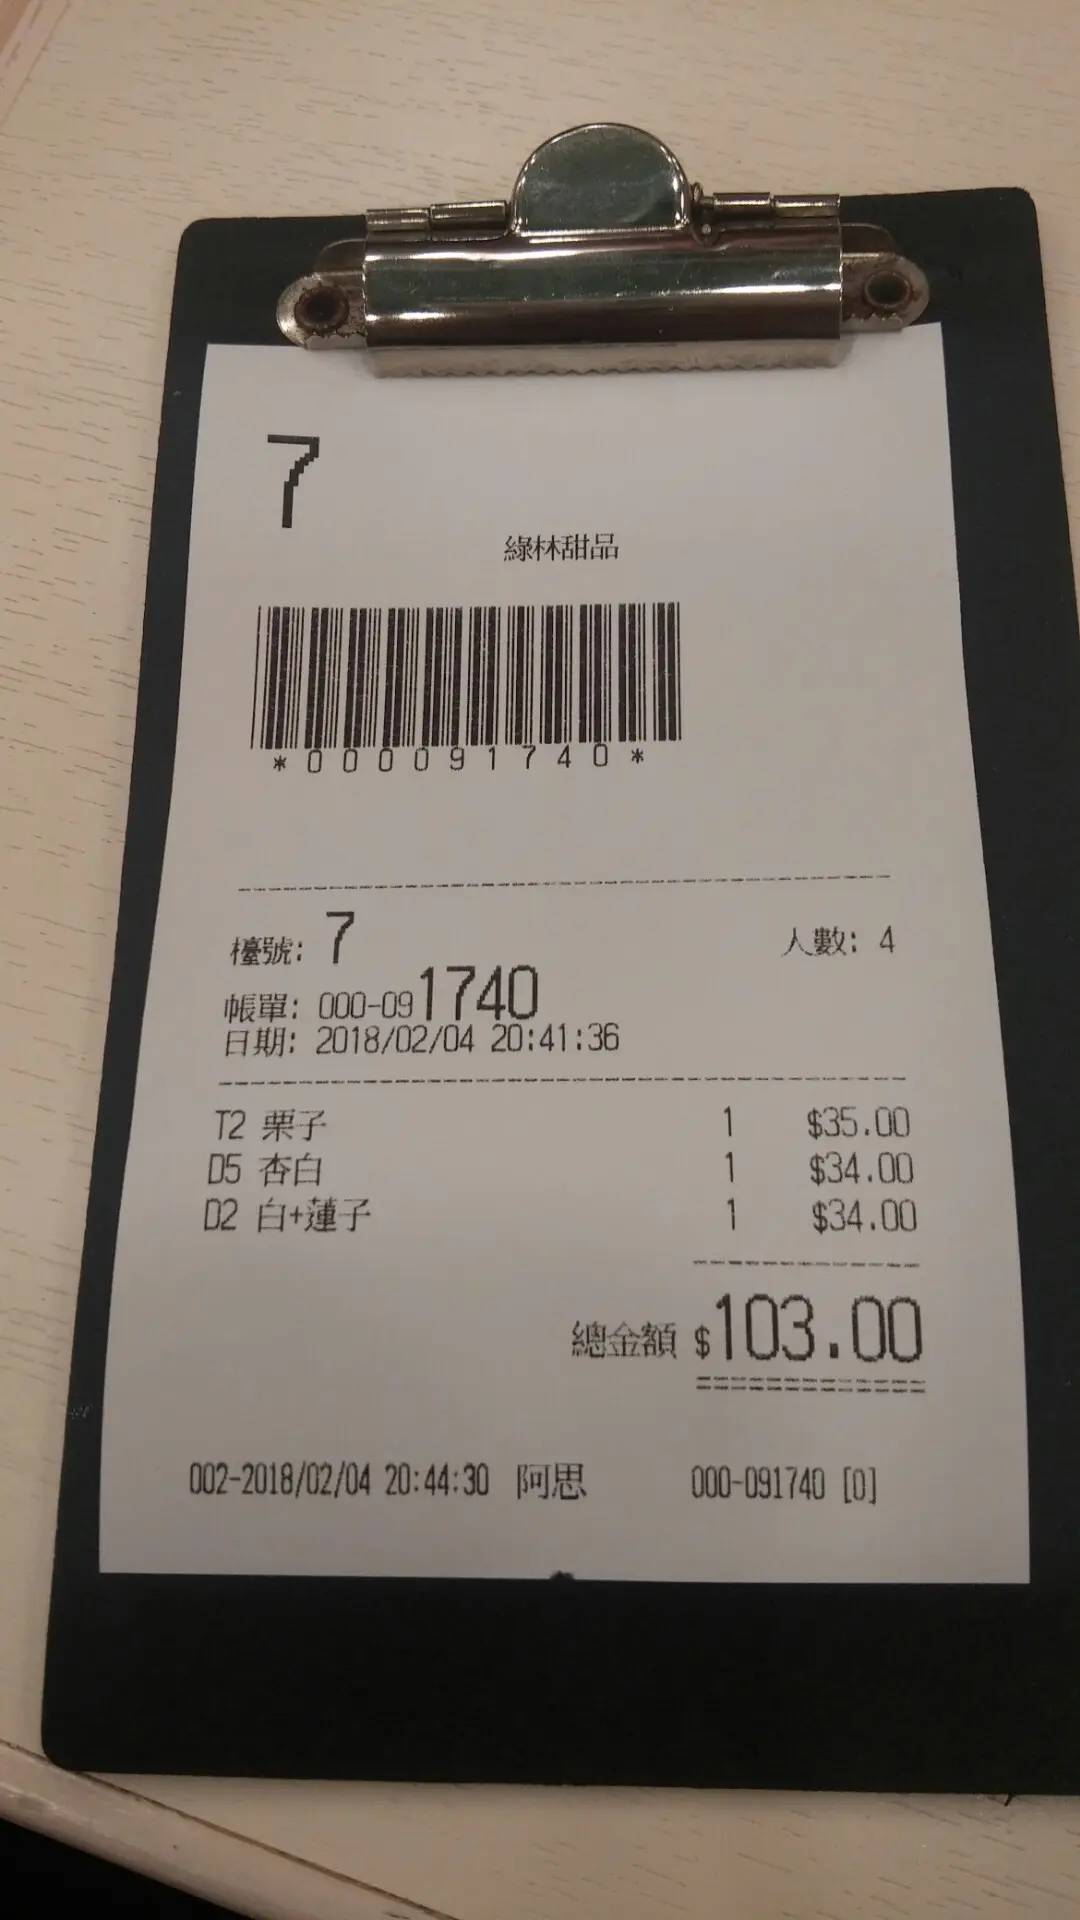 7
綠林甜品
*000091740*
檯號: 7 人數: 4
帳單: 000-091740
日期: 2018/02/04 20:41:36
T2 栗子 1 $35.00
D5 杏白 1 $34.00
D2 白+蓮子 1 $34.00
總金額 $103.00
002-2018/02/04 20:44:30 阿思 000-091740 [0]